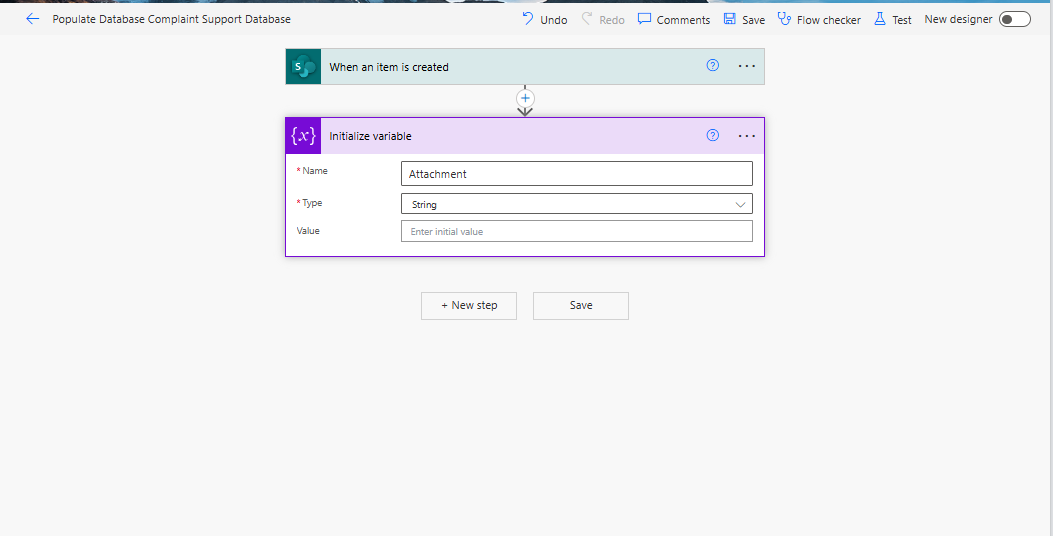 Populate Database Complaint Support Database
Undo Redo Comments Save Flow checker Test New designer
S When an item is created ? ...
+
{x} Initialize variable ? ...
* Name Attachment
* Type String
Value Enter initial value
+ New step Save